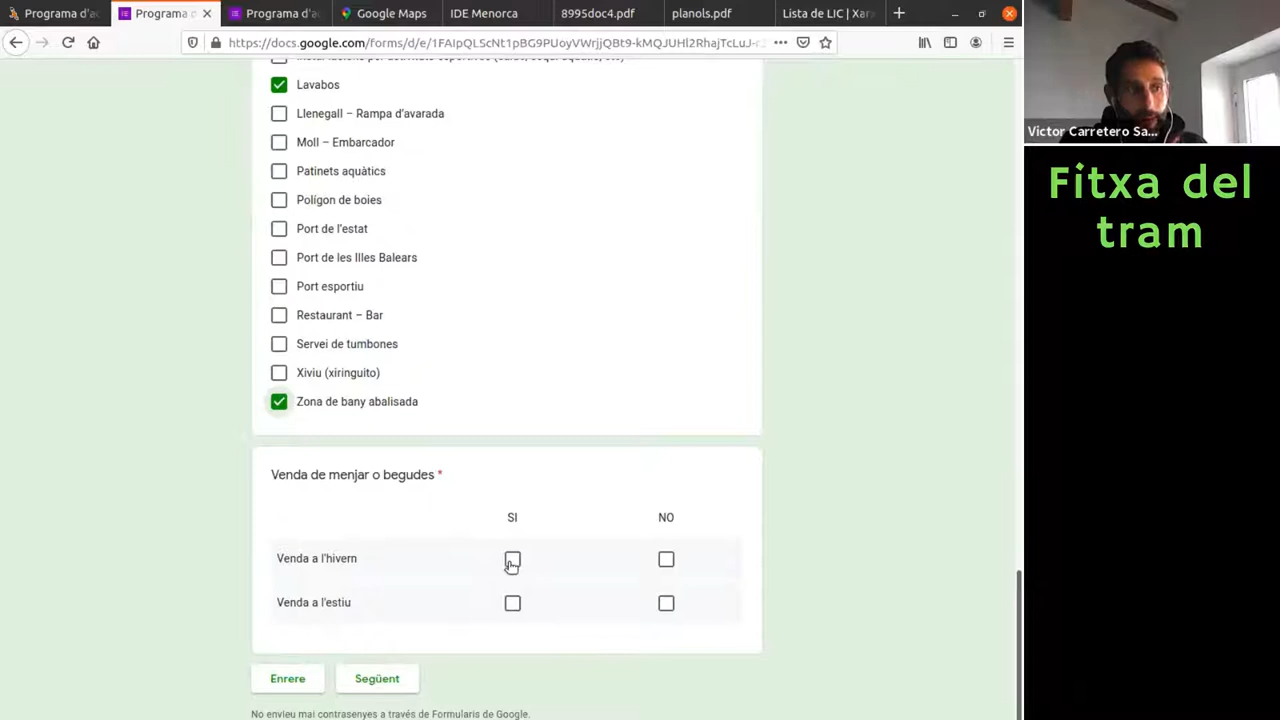 Programa d'a
Programa d
Programa d'a
Google Maps
IDE Menorca
8995doc4.pdf
planols.pdf
Lista de LIC | Xar
https://docs.google.com/forms/d/e/1FAIpQLScNt1pBG9PUoyVWrjjQBt9-kMQJUHl2RhajTcLuJ-r
Lavabos
Llenegall – Rampa d'avarada
Moll – Embarcador
Patinets aquàtics
Polígon de boies
Port de l'estat
Port de les Illes Balears
Port esportiu
Restaurant – Bar
Servei de tumbones
Xiviu (xiringuito)
Zona de bany abalisada
Venda de menjar o begudes *
SI NO
Venda a l'hivern
Venda a l'estiu
Enrere
Següent
No envieu mai contrasenyes a través de Formularis de Google.
Victor Carretero Sa...
Fitxa del
tram